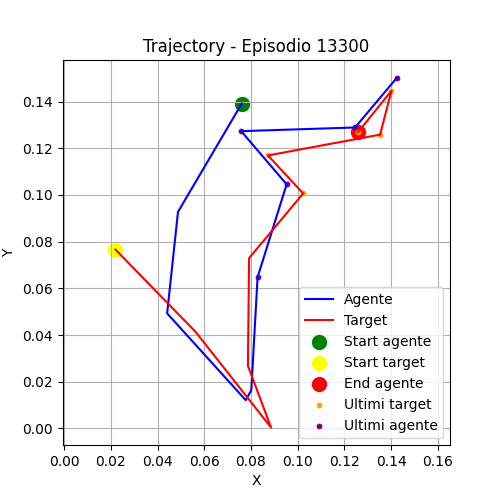 Trajectory - Episodio 13300
Y
0.14
0.12
0.10
0.08
0.06
0.04
0.02
0.00
Agente
Target
Start agente
Start target
End agente
Ultimi target
Ultimi agente
0.00 0.02 0.04 0.06 0.08 0.10 0.12 0.14 0.16
X